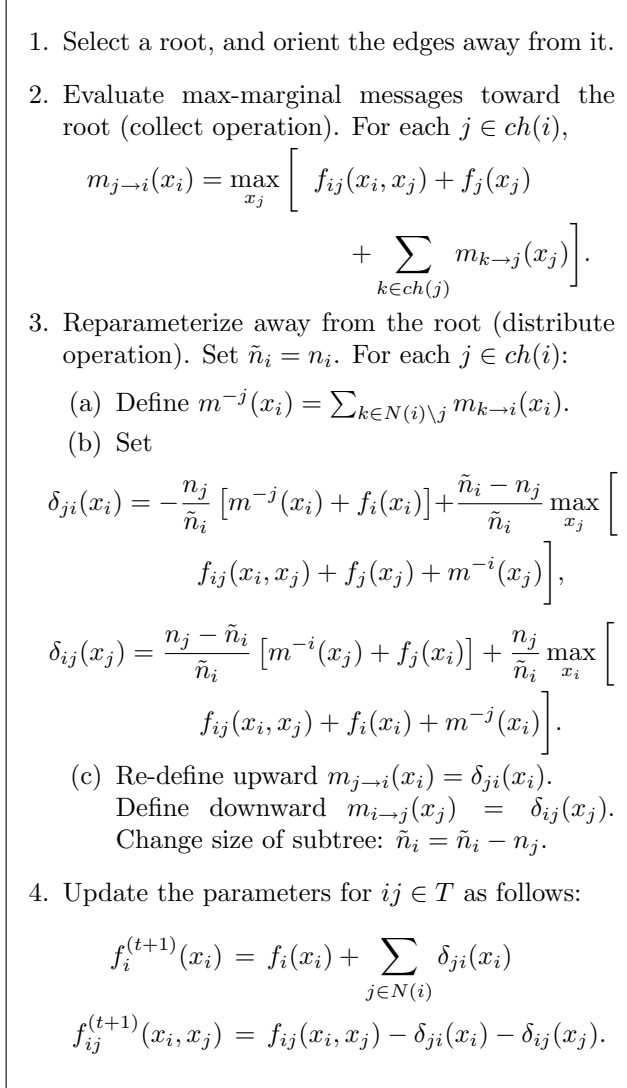 1. Select a root, and orient the edges away from it.
2. Evaluate max-marginal messages toward the
root (collect operation). For each j ∈ ch(i),
m_{j→i}(x_i) = max_{x_j} [ f_{ij}(x_i, x_j) + f_j(x_j)
+ ∑_{k∈ch(j)} m_{k→j}(x_j) ].
3. Reparameterize away from the root (distribute
operation). Set ñ_i = n_i. For each j ∈ ch(i):
(a) Define m^{−j}(x_i) = ∑_{k∈N(i)\j} m_{k→i}(x_i).
(b) Set
δ_{ji}(x_i) = −\frac{n_j}{ñ_i} [m^{−j}(x_i) + f_i(x_i)] + \frac{ñ_i − n_j}{ñ_i} max_{x_j} [
f_{ij}(x_i, x_j) + f_j(x_j) + m^{−i}(x_j) ],
δ_{ij}(x_j) = \frac{n_j − ñ_i}{ñ_i} [m^{−i}(x_j) + f_j(x_i)] + \frac{n_j}{ñ_i} max_{x_i} [
f_{ij}(x_i, x_j) + f_i(x_i) + m^{−j}(x_i) ].
(c) Re-define upward m_{j→i}(x_i) = δ_{ji}(x_i).
Define downward m_{i→j}(x_j) = δ_{ij}(x_j).
Change size of subtree: ñ_i = ñ_i − n_j.
4. Update the parameters for ij ∈ T as follows:
f_i^{(t+1)}(x_i) = f_i(x_i) + ∑_{j∈N(i)} δ_{ji}(x_i)
f_{ij}^{(t+1)}(x_i, x_j) = f_{ij}(x_i, x_j) − δ_{ji}(x_i) − δ_{ij}(x_j).